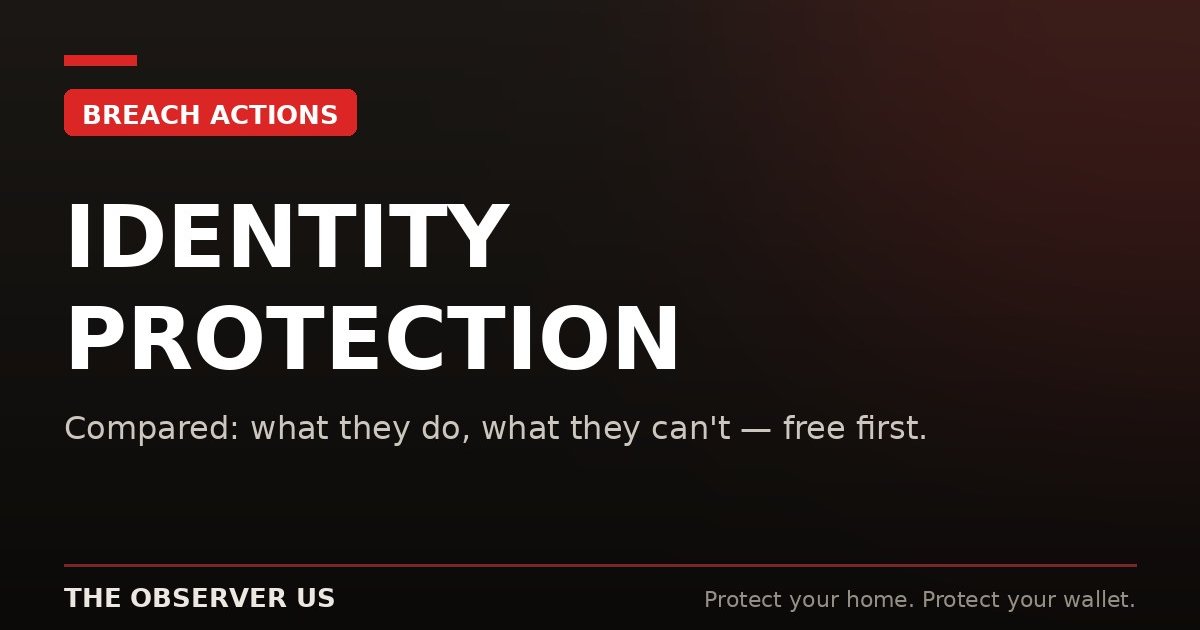 BREACH ACTIONS
IDENTITY
PROTECTION
Compared: what they do, what they can't — free first.
THE OBSERVER US
Protect your home. Protect your wallet.